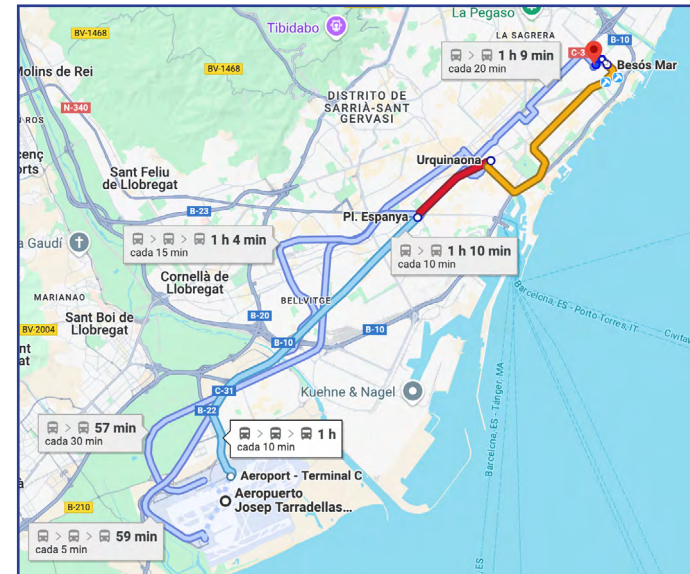 La Pegaso
BV-1468
Tibidabo
LA SAGRERA
B-10
C-3
1 h 9 min
cada 20 min
Besós Mar
Molins de Rei
BV-1468
DISTRITO DE
SARRIÀ-SANT
GERVASI
N-340
Urquinaona
Sant Feliu
de Llobregat
B-23
Pl. Espanya
a Gaudí
1 h 4 min
cada 15 min
1 h 10 min
cada 10 min
Cornellà de
Llobregat
MARIANAO
BELLVITGE
Barcelona, ES - Porto Torres, IT
Civitav
Sant Boi de
Llobregat
BV-2004
B-20
B-10
B-10
Kuehne & Nagel
Barcelona, ES - Tánger, MA
C-31
B-22
57 min
cada 30 min
1 h
cada 10 min
Aeroport - Terminal C
Aeropuerto
Josep Tarradellas...
B-210
59 min
cada 5 min
ES